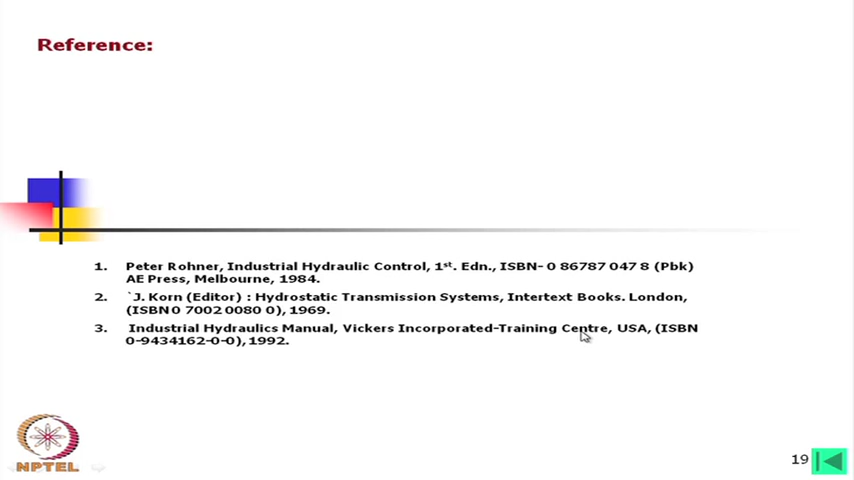 Reference:
1. Peter Rohner, Industrial Hydraulic Control, 1st. Edn., ISBN- 0 86787 047 8 (Pbk)
AE Press, Melbourne, 1984.
2. `J. Korn (Editor) : Hydrostatic Transmission Systems, Intertext Books. London,
(ISBN 0 7002 0080 0), 1969.
3. Industrial Hydraulics Manual, Vickers Incorporated-Training Centre, USA, (ISBN
0-9434162-0-0), 1992.
NPTEL
19